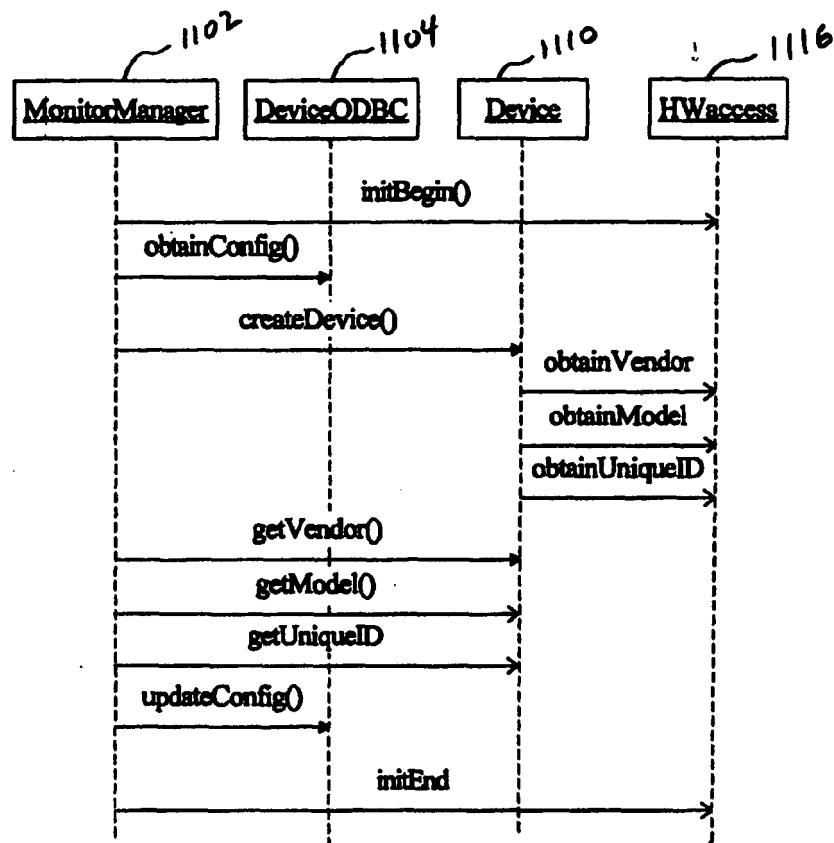 1102 1104 1110 1116
MonitorManager DeviceODBC Device HWaccess
initBegin()
obtainConfig()
createDevice()
obtainVendor
obtainModel
obtainUniqueID
getVendor()
getModel()
getUniqueID
updateConfig()
initEnd